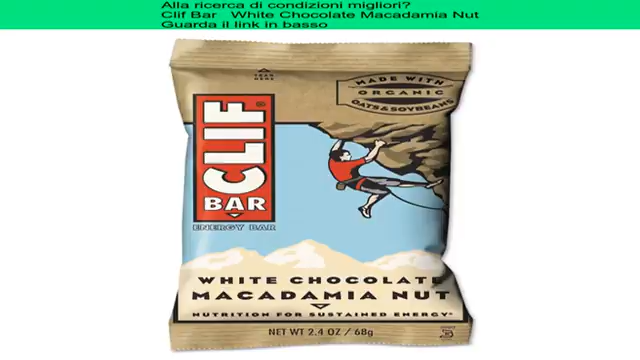 Alla ricerca di condizioni migliori?
Clif Bar White Chocolate Macadamia Nut
Guarda il link in basso
TEAR HERE
MADE WITH
ORGANIC
OATS & SOYBEANS
CLIF
BAR
ENERGY BAR
WHITE CHOCOLATE
MACADAMIA NUT
NUTRITION FOR SUSTAINED ENERGY®
NET WT 2.4 OZ / 68g